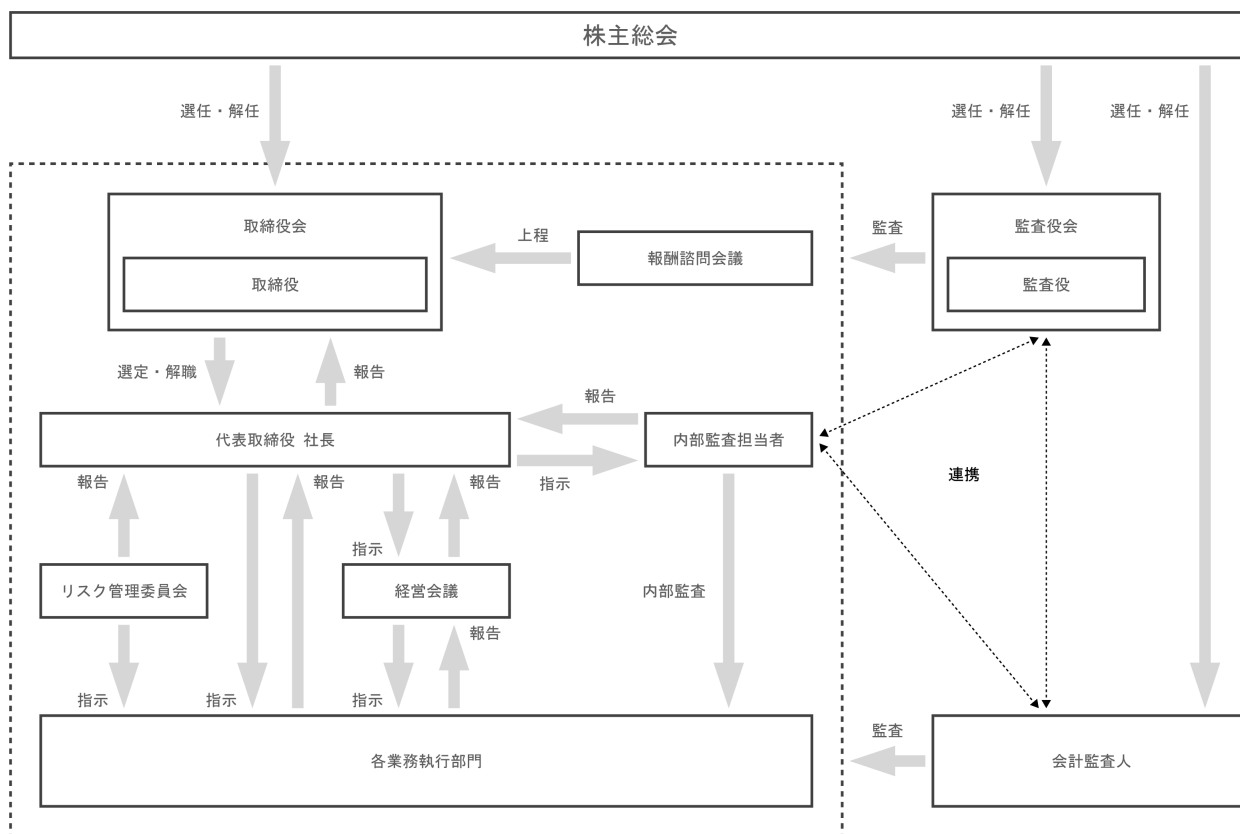 株主総会
選任・解任
選任・解任
選任・解任
取締役会
取締役
上程
報酬諮問会議
監査
監査役会
監査役
選定・解職
報告
報告
代表取締役 社長
内部監査担当者
指示
連携
報告
報告
報告
指示
リスク管理委員会
経営会議
内部監査
報告
指示
指示
指示
各業務執行部門
監査
会計監査人